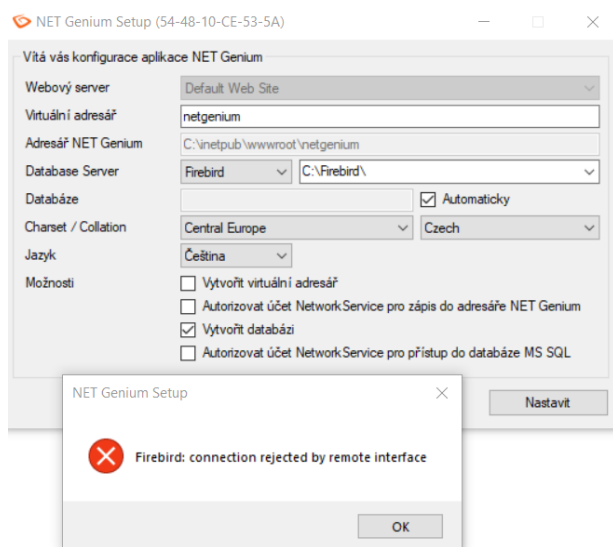 NET Genium Setup (54-48-10-CE-53-5A)
Vítá vás konfigurace aplikace NET Genium
Webový server Default Web Site
Virtuální adresář netgenium
Adresář NET Genium C:\inetpub\wwwroot\netgenium
Database Server Firebird C:\Firebird\
Databáze Automaticky
Charset / Collation Central Europe Czech
Jazyk Čeština
Možnosti Vytvořit virtuální adresář
Autorizovat účet NetworkService pro zápis do adresáře NET Genium
Vytvořit databázi
Autorizovat účet NetworkService pro přístup do databáze MS SQL
Nastavit
NET Genium Setup
Firebird: connection rejected by remote interface
OK